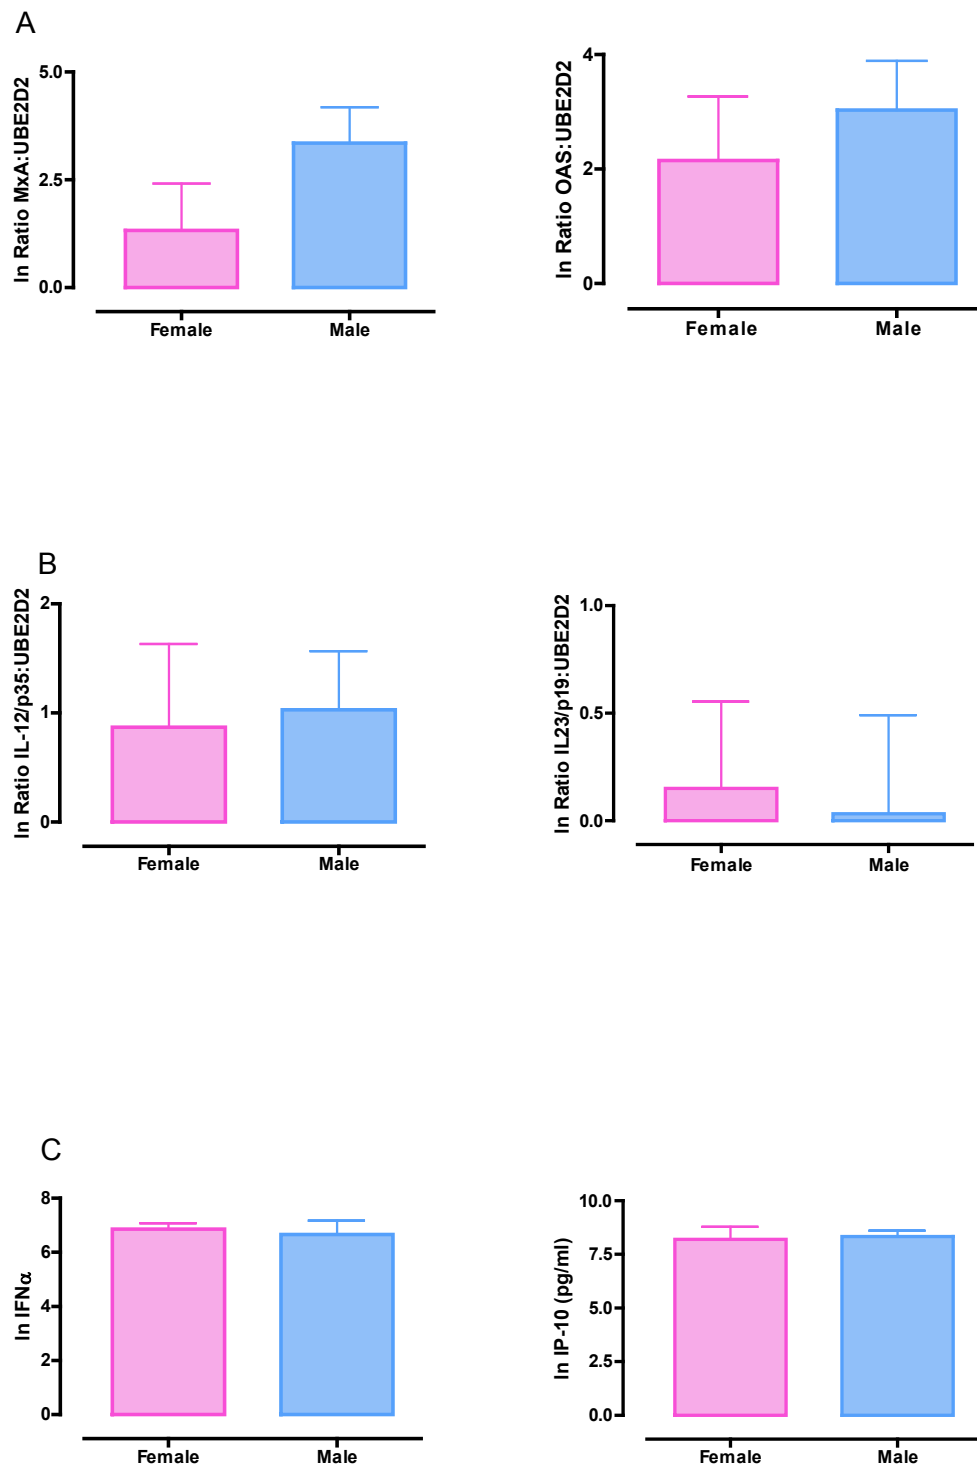 A
ln Ratio MxA:UBE2D2
5.0
2.5
0.0
Female
Male
ln Ratio OAS:UBE2D2
4
2
0
Female
Male
B
ln Ratio IL-12/p35:UBE2D2
2
1
0
Female
Male
ln Ratio IL23/p19:UBE2D2
1.0
0.5
0.0
Female
Male
C
ln IFNα
8
6
4
2
0
Female
Male
ln IP-10 (pg/ml)
10.0
7.5
5.0
2.5
0.0
Female
Male